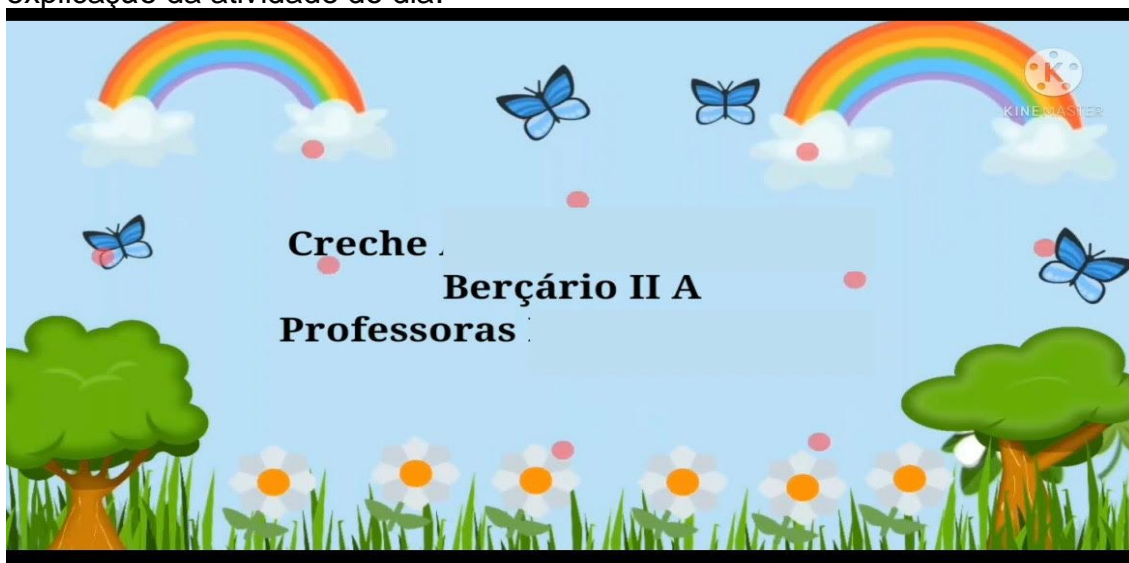 explicação da atividade do dia.
K
KINEMASTER
Creche
Berçário II A
Professoras